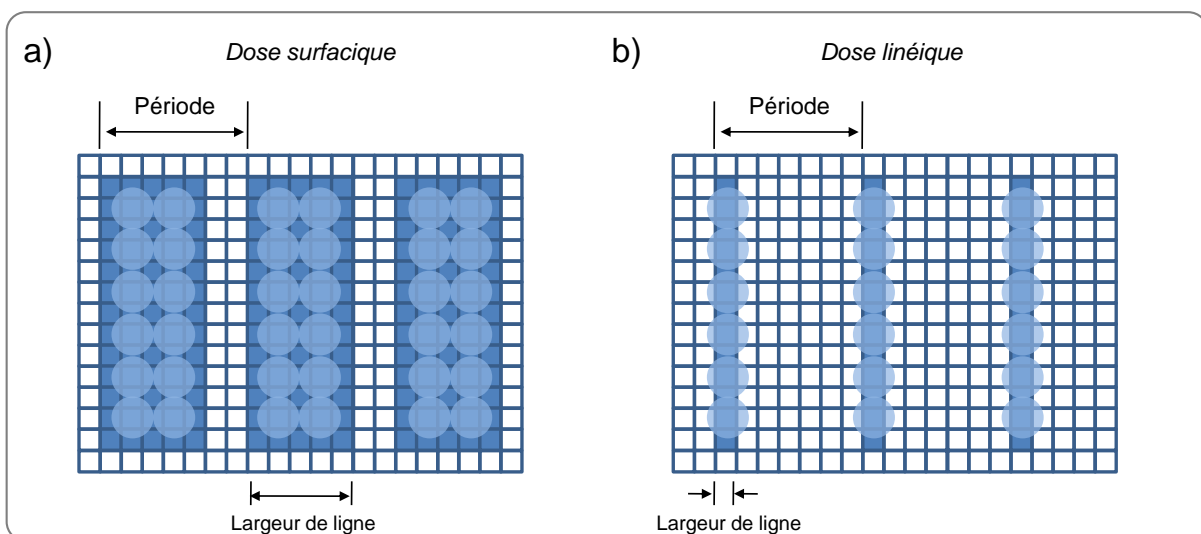 a)
Dose surfacique
Période
Largeur de ligne
b)
Dose linéique
Période
Largeur de ligne